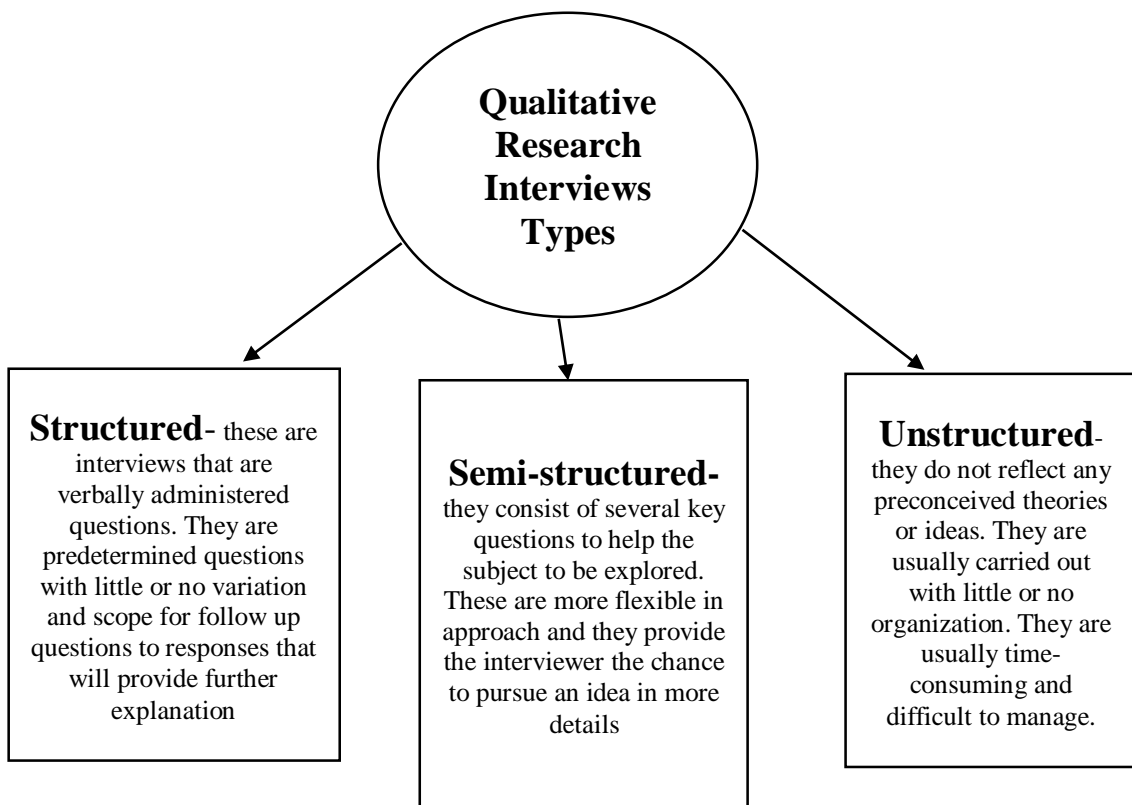 Qualitative
Research
Interviews
Types
Structured- these are
interviews that are
verbally administered
questions. They are
predetermined questions
with little or no variation
and scope for follow up
questions to responses that
will provide further
explanation
Semi-structured-
they consist of several key
questions to help the
subject to be explored.
These are more flexible in
approach and they provide
the interviewer the chance
to pursue an idea in more
details
Unstructured-
they do not reflect any
preconceived theories
or ideas. They are
usually carried out
with little or no
organization. They are
usually time-
consuming and
difficult to manage.